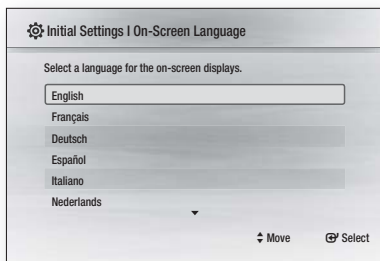 Initial Settings I On-Screen Language
Select a language for the on-screen displays.
English
Français
Deutsch
Español
Italiano
Nederlands
Move Select